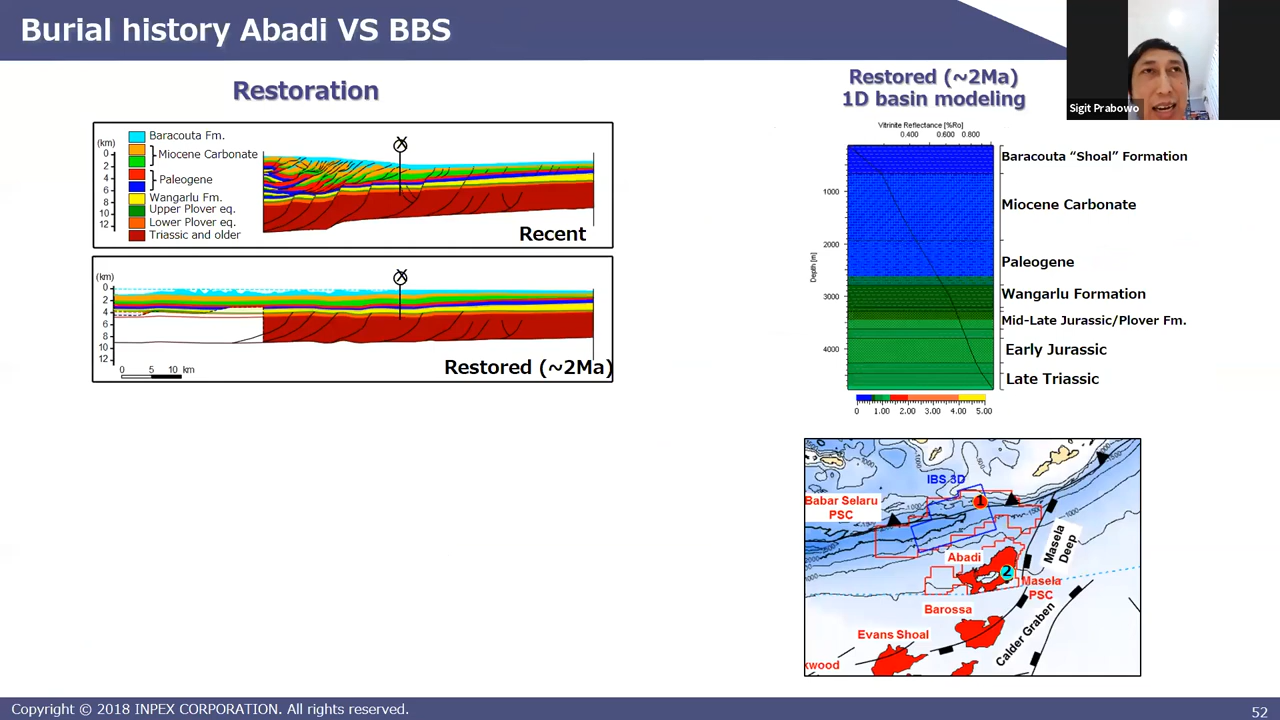 Burial history Abadi VS BBS
Restoration
Restored (~2Ma)
1D basin modeling
Sigit Prabowo
(km)
0
2
4
6
8
10
12
Baracouta Fm.
Miocene Carbonate
Paleogene
Wangarlu Fm.
Upper Plover eq.
Lower Plover eq.
Triassic and older
Recent
(km)
0
2
4
6
8
10
12
0 5 10 km
Restored (~2Ma)
Vitrinite Reflectance [%Ro]
0.400 0.600 0.800
Depth [m]
1000
2000
3000
4000
Baracouta “Shoal” Formation
Miocene Carbonate
Paleogene
Wangarlu Formation
Mid-Late Jurassic/Plover Fm.
Early Jurassic
Late Triassic
0 1.00 2.00 3.00 4.00 5.00
IBS 3D
Babar Selaru
PSC
1
Abadi
2
Masela
Deep
Masela
PSC
Barossa
Calder Graben
Evans Shoal
xwood
Copyright © 2018 INPEX CORPORATION. All rights reserved.
52